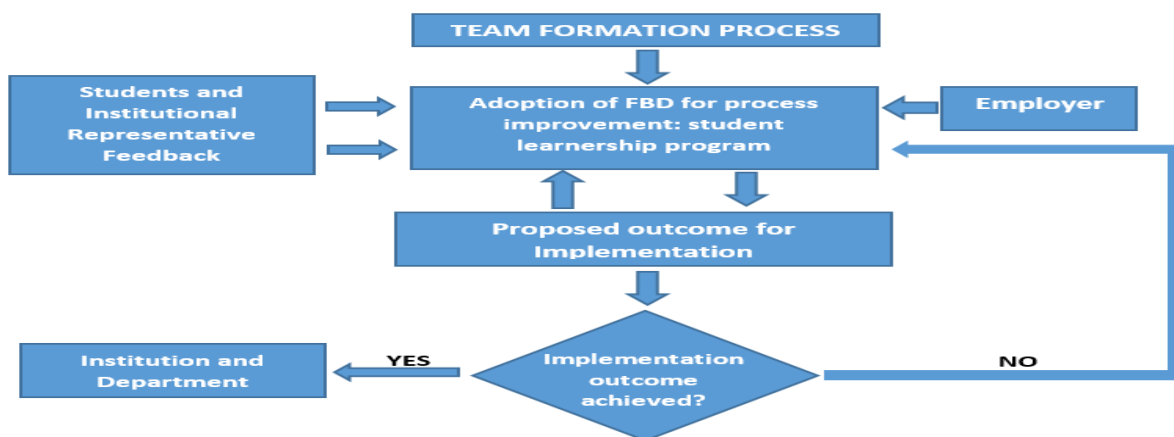 TEAM FORMATION PROCESS
Students and
Institutional
Representative
Feedback
Adoption of FBD for process
improvement: student
learnership program
Employer
Proposed outcome for
Implementation
Institution and
Department
YES
Implementation
outcome
achieved?
NO